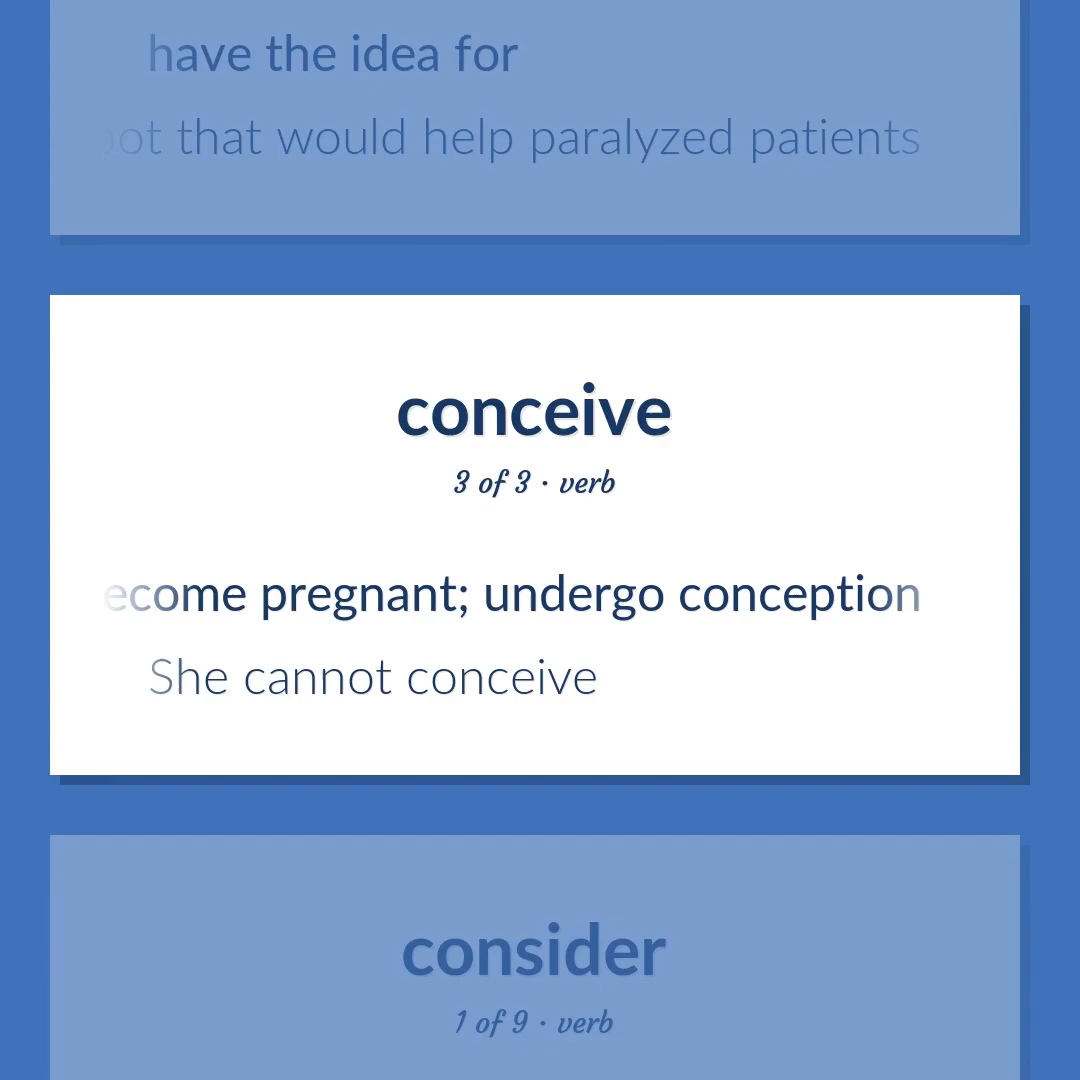 have the idea for
that would help paralyzed patients
conceive
3 of 3 · verb
ecome pregnant; undergo conception
She cannot conceive
consider
1 of 9 · verb